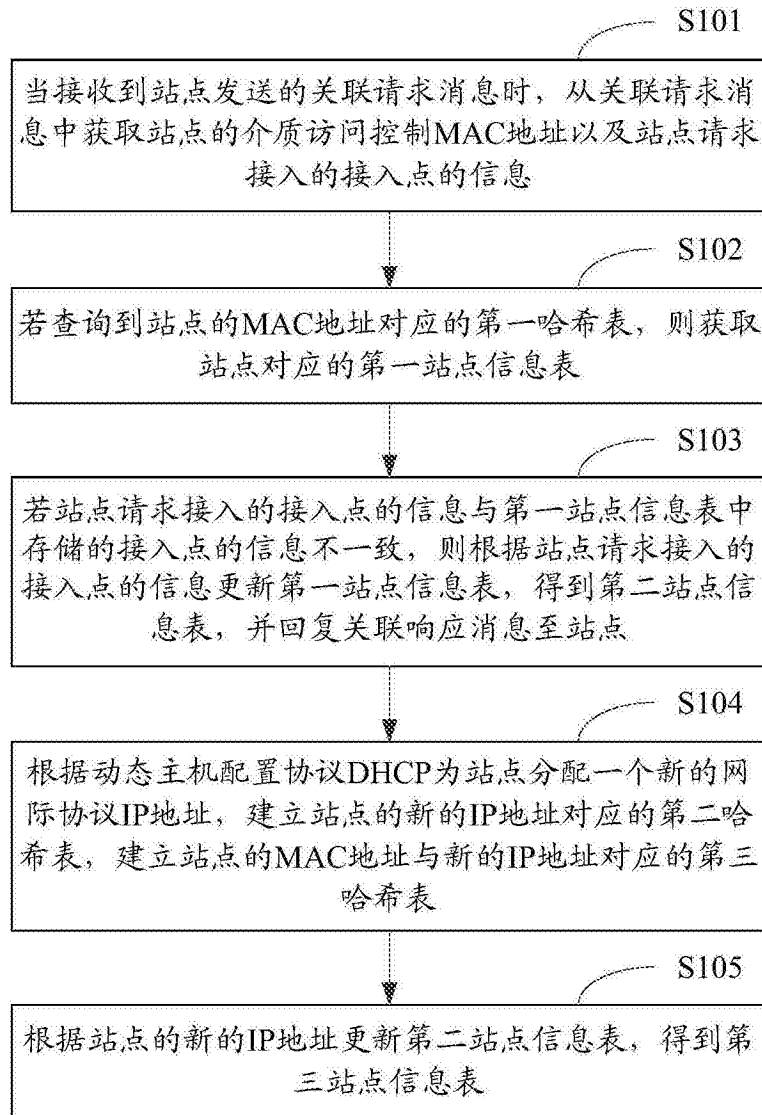 S101
当接收到站点发送的关联请求消息时，从关联请求消
息中获取站点的介质访问控制MAC地址以及站点请求
接入的接入点的信息
S102
若查询到站点的MAC地址对应的第一哈希表，则获取
站点对应的第一站点信息表
S103
若站点请求接入的接入点的信息与第一站点信息表中
存储的接入点的信息不一致，则根据站点请求接入的
接入点的信息更新第一站点信息表，得到第二站点信
息表，并回复关联响应消息至站点
S104
根据动态主机配置协议DHCP为站点分配一个新的网
际协议IP地址，建立站点的新的IP地址对应的第二哈
希表，建立站点的MAC地址与新的IP地址对应的第三
哈希表
S105
根据站点的新的IP地址更新第二站点信息表，得到第
三站点信息表